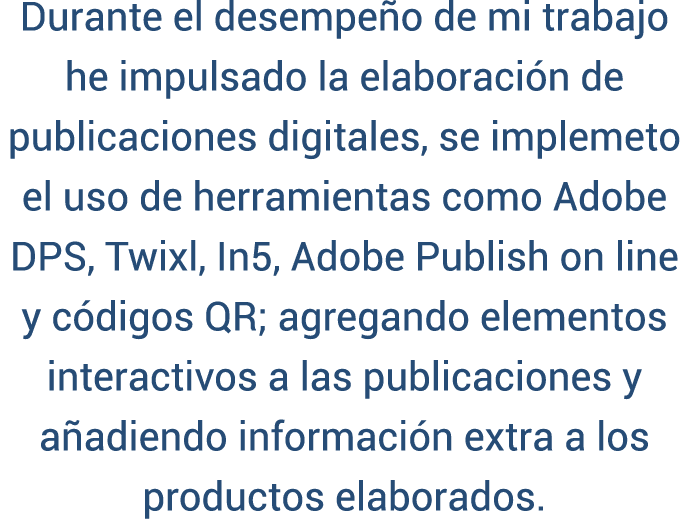 Durante el desempeño de mi trabajo
he impulsado la elaboración de
publicaciones digitales, se implemeto
el uso de herramientas como Adobe
DPS, Twixl, In5, Adobe Publish on line
y códigos QR; agregando elementos
interactivos a las publicaciones y
añadiendo información extra a los
productos elaborados.